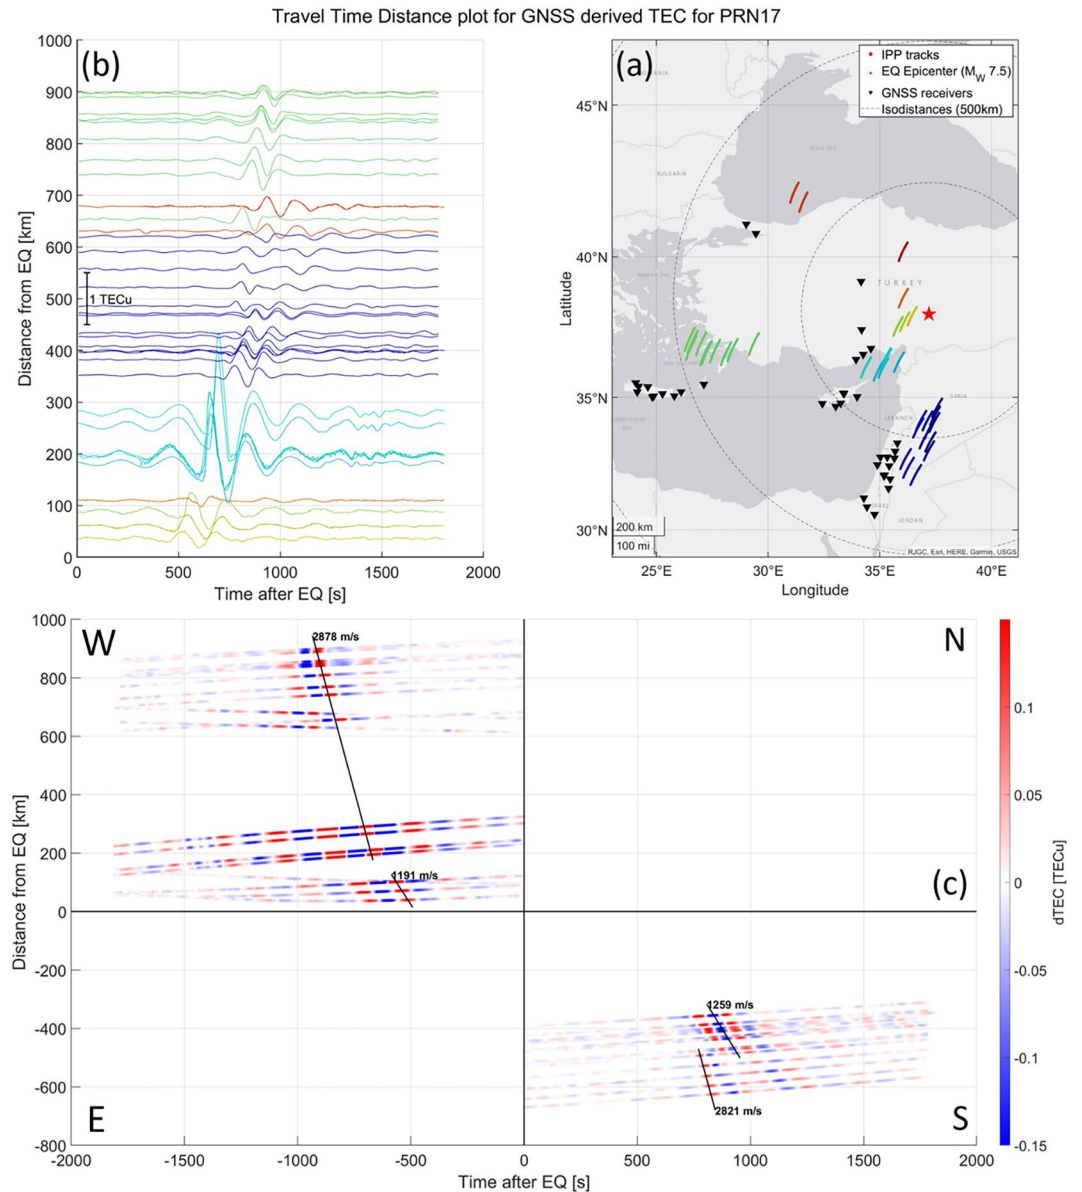 Travel Time Distance plot for GNSS derived TEC for PRN17
(b)
1000
900
800
700
600
500
400
300
200
100
0
Distance from EQ [km]
1 TECu
0 500 1000 1500 2000
Time after EQ [s]
(a)
IPP tracks
EQ Epicenter (M_W 7.5)
GNSS receivers
Isodistances (500km)
45°N
40°N
35°N
30°N
Latitude
BULGARIA
Black Sea
Aegean Sea
TURKEY
SYRIA
LEBANON
JORDAN
200 km
100 mi
RJGC, Esri, HERE, Garmin, USGS
25°E 30°E 35°E 40°E
Longitude
W
N
(c)
E
S
1000
800
600
400
200
0
-200
-400
-600
-800
Distance from EQ [km]
2878 m/s
1191 m/s
1259 m/s
2821 m/s
-2000 -1500 -1000 -500 0 500 1000 1500 2000
Time after EQ [s]
0.1
0.05
0
-0.05
-0.1
-0.15
dTEC [TECu]